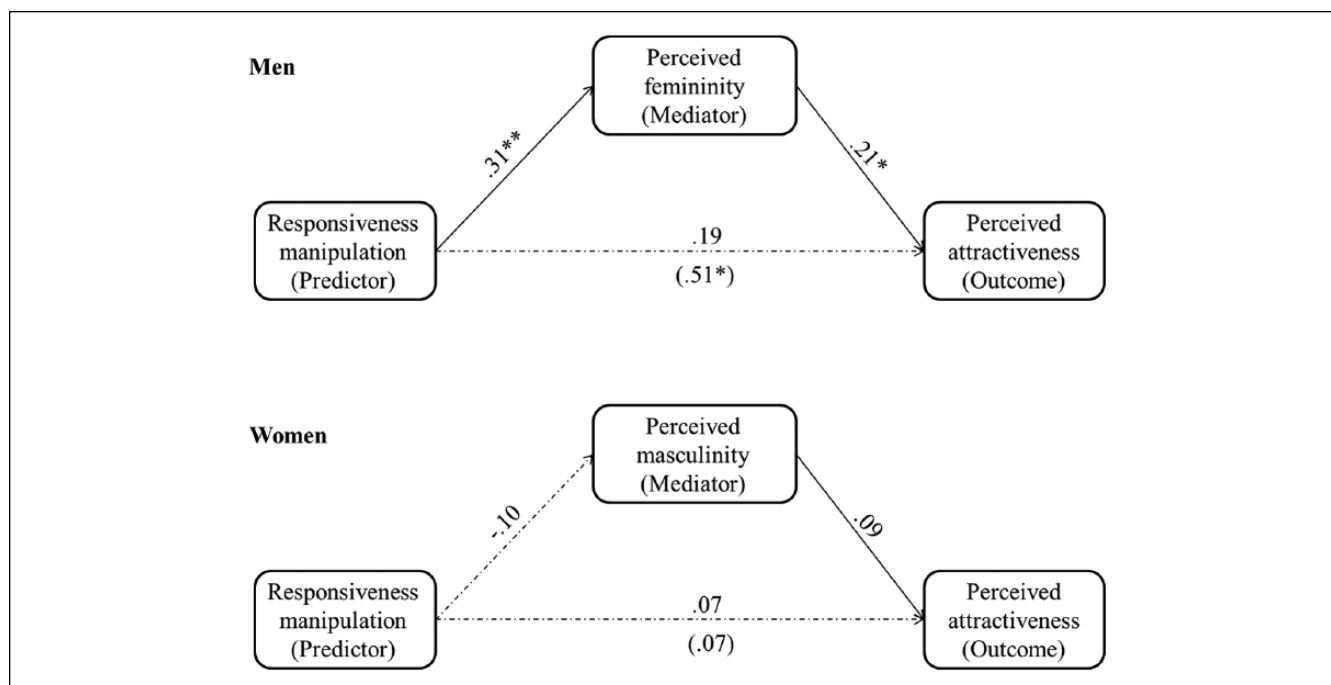 Men
Perceived
femininity
(Mediator)
.31**
.21*
Responsiveness
manipulation
(Predictor)
.19
(.51*)
Perceived
attractiveness
(Outcome)
Women
Perceived
masculinity
(Mediator)
-.10
.09
Responsiveness
manipulation
(Predictor)
.07
(.07)
Perceived
attractiveness
(Outcome)